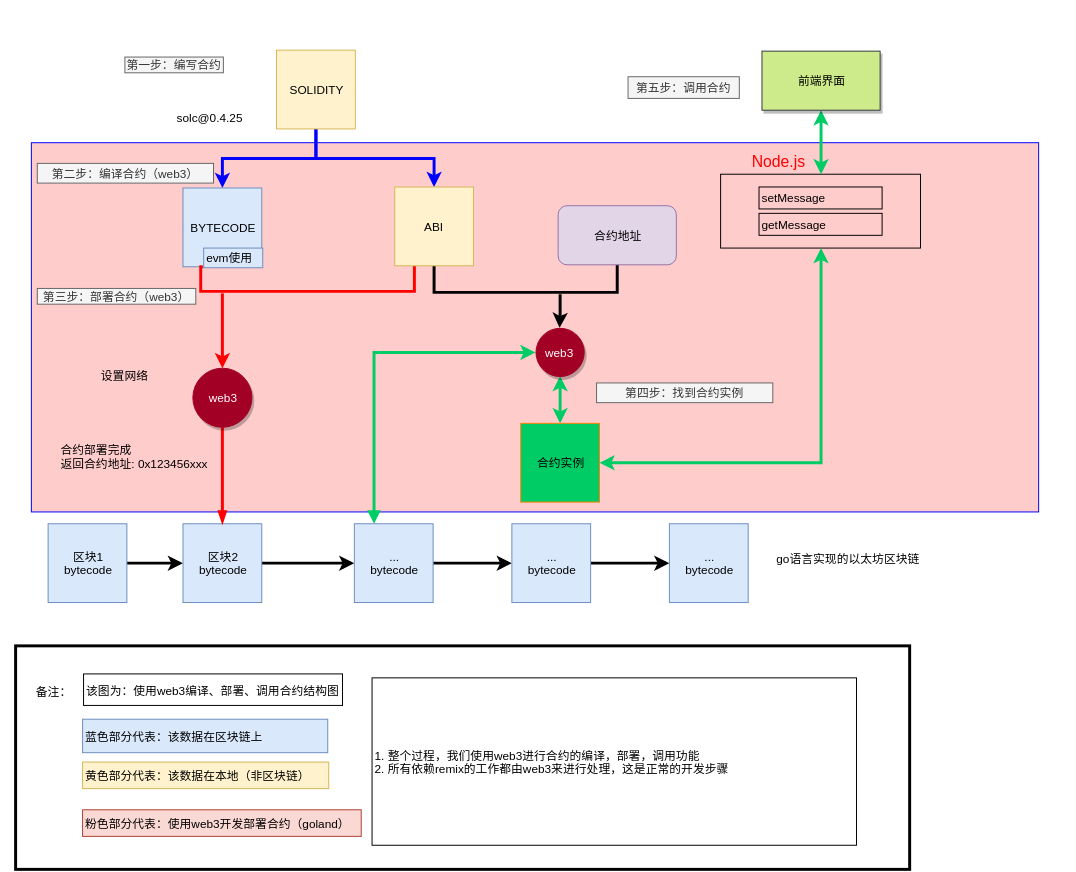 第一步：编写合约
SOLIDITY
solc@0.4.25
第五步：调用合约
前端界面
Node.js
第二步：编译合约（web3）
BYTECODE
evm使用
ABI
合约地址
setMessage
getMessage
第三步：部署合约（web3）
web3
设置网络
web3
第四步：找到合约实例
合约部署完成
返回合约地址: 0x123456xxx
合约实例
区块1
bytecode
区块2
bytecode
...
bytecode
...
bytecode
...
bytecode
go语言实现的以太坊区块链
备注：
该图为：使用web3编译、部署、调用合约结构图
蓝色部分代表：该数据在区块链上
黄色部分代表：该数据在本地（非区块链）
粉色部分代表：使用web3开发部署合约（goland）
1. 整个过程，我们使用web3进行合约的编译，部署，调用功能
2. 所有依赖remix的工作都由web3来进行处理，这是正常的开发步骤